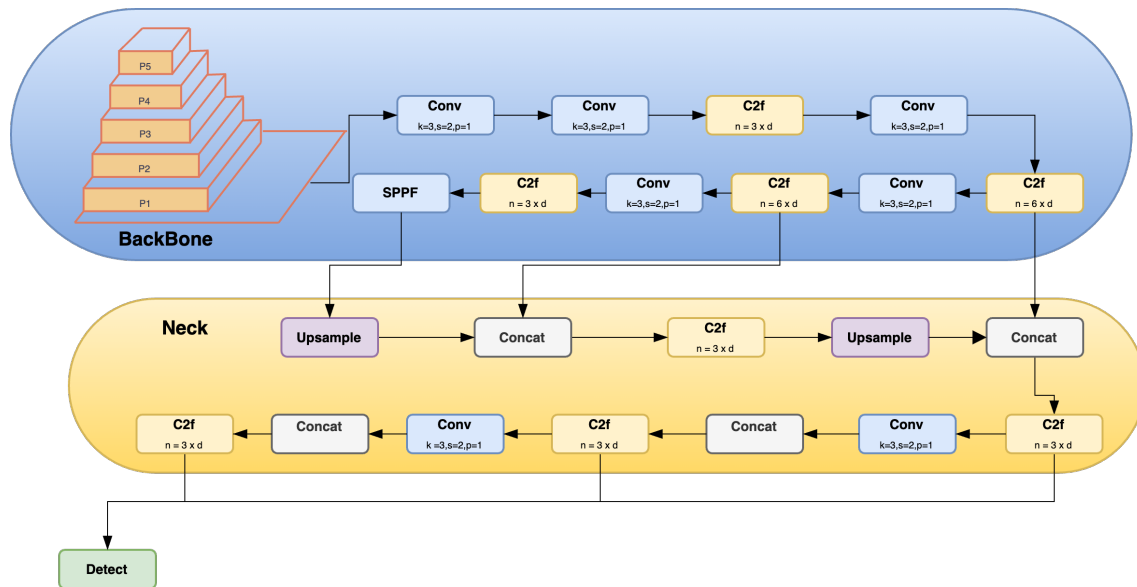 P5
P4
P3
P2
P1
BackBone
Conv
k=3,s=2,p=1
Conv
k=3,s=2,p=1
C2f
n = 3 x d
Conv
k=3,s=2,p=1
SPPF
C2f
n = 3 x d
Conv
k=3,s=2,p=1
C2f
n = 6 x d
Conv
k=3,s=2,p=1
C2f
n = 6 x d
Neck
Upsample
Concat
C2f
n = 3 x d
Upsample
Concat
C2f
n = 3 x d
Concat
Conv
k =3,s=2,p=1
C2f
n = 3 x d
Concat
Conv
k=3,s=2,p=1
C2f
n = 3 x d
Detect